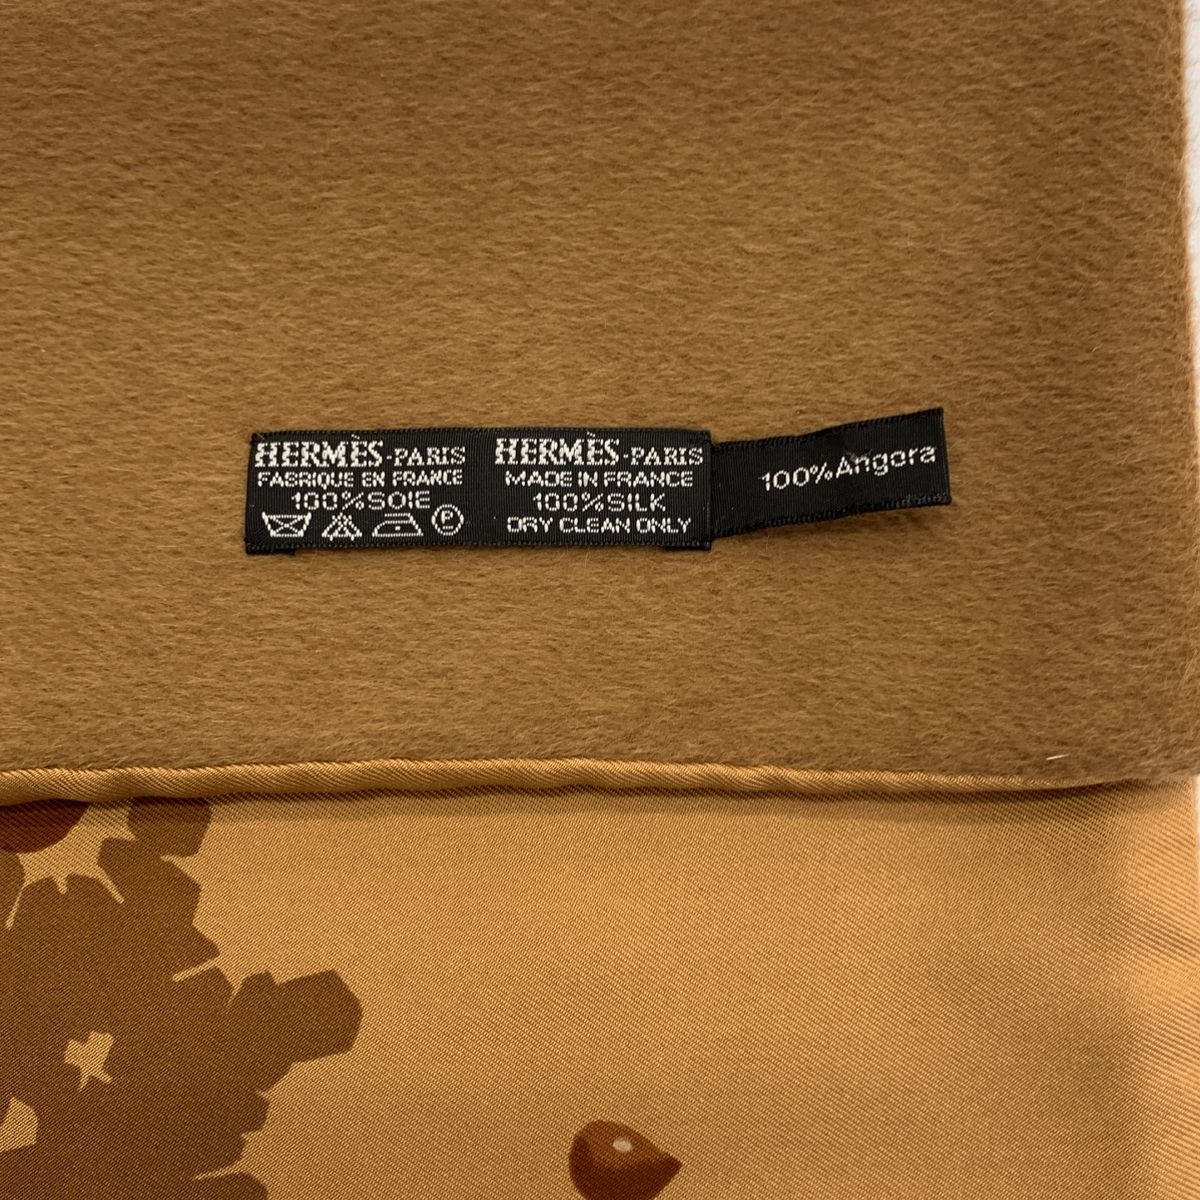 HERMÈS-PARIS
FABRIQUE EN FRANCE
100%SOIE
P
HERMÈS-PARIS
MADE IN FRANCE
100%SILK
DRY CLEAN ONLY
100%Angora